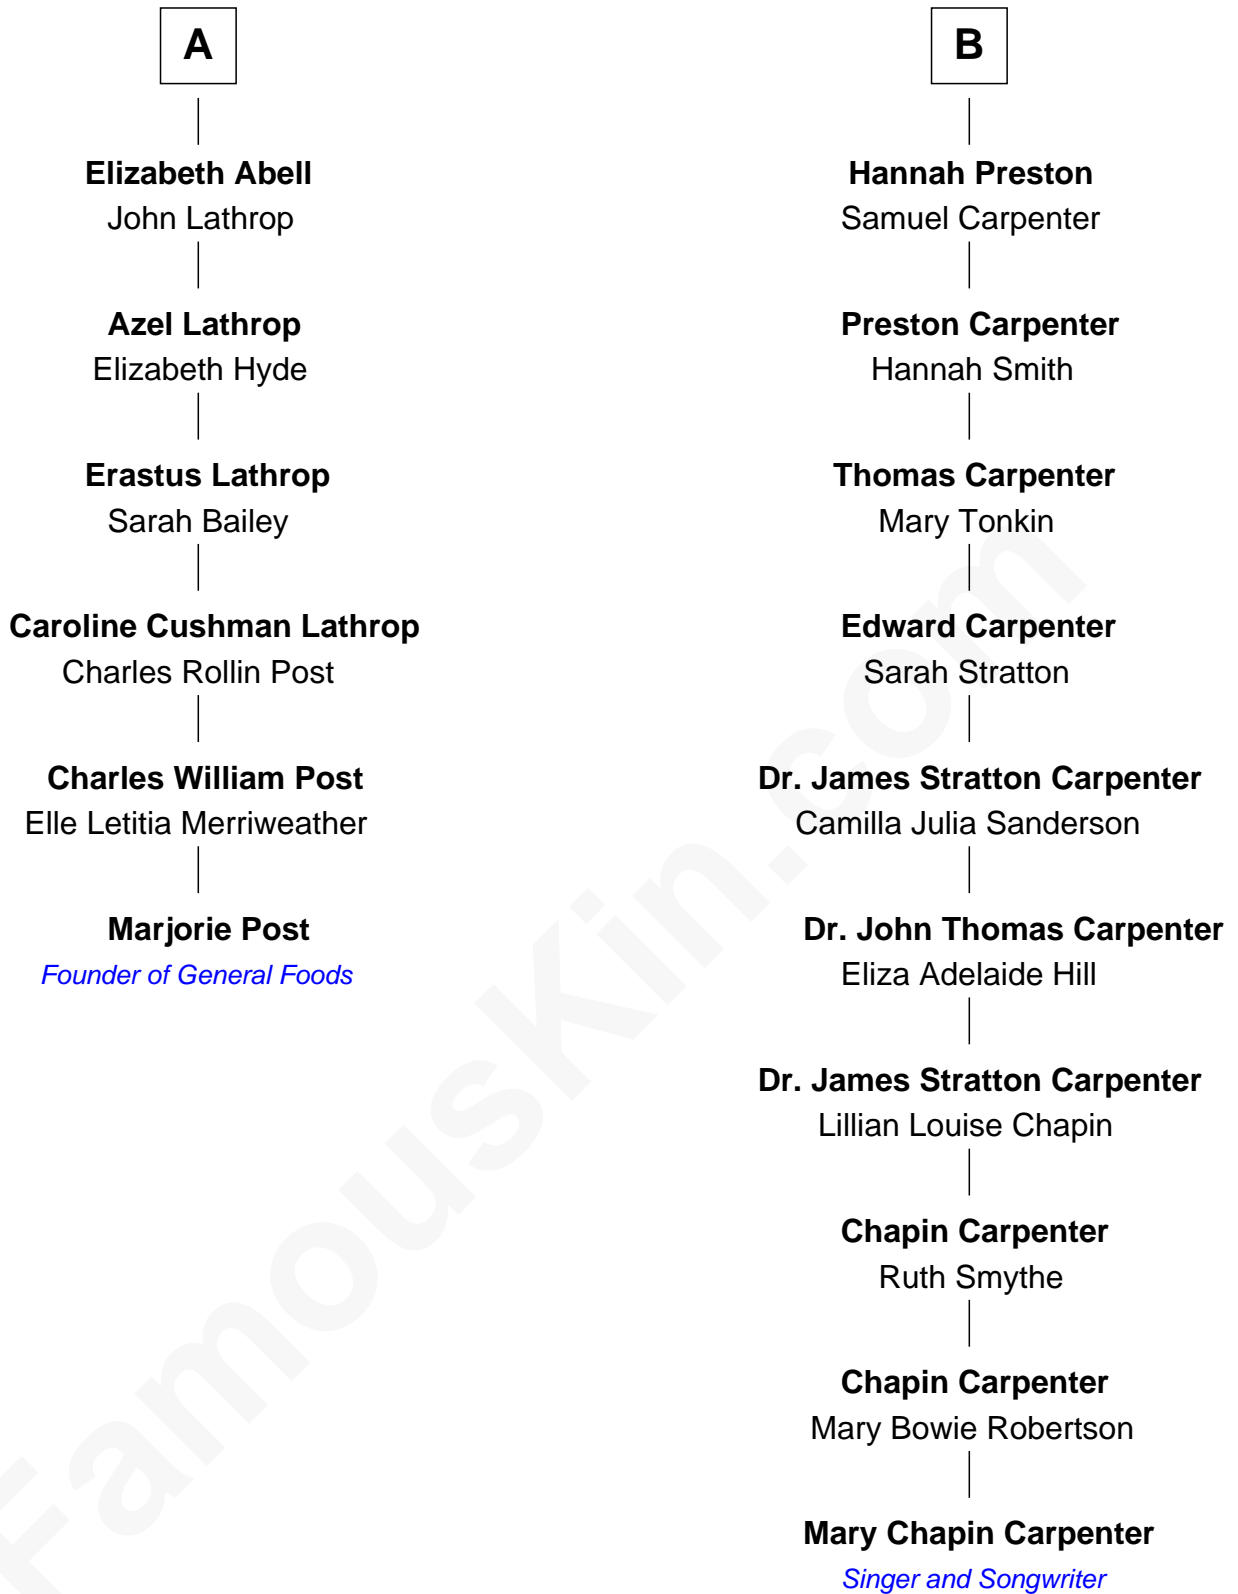 A
Elizabeth Abell
John Lathrop
Azel Lathrop
Elizabeth Hyde
Erastus Lathrop
Sarah Bailey
Caroline Cushman Lathrop
Charles Rollin Post
Charles William Post
Elle Letitia Merriweather
Marjorie Post
Founder of General Foods
B
Hannah Preston
Samuel Carpenter
Preston Carpenter
Hannah Smith
Thomas Carpenter
Mary Tonkin
Edward Carpenter
Sarah Stratton
Dr. James Stratton Carpenter
Camilla Julia Sanderson
Dr. John Thomas Carpenter
Eliza Adelaide Hill
Dr. James Stratton Carpenter
Lillian Louise Chapin
Chapin Carpenter
Ruth Smythe
Chapin Carpenter
Mary Bowie Robertson
Mary Chapin Carpenter
Singer and Songwriter
FamousKin.com